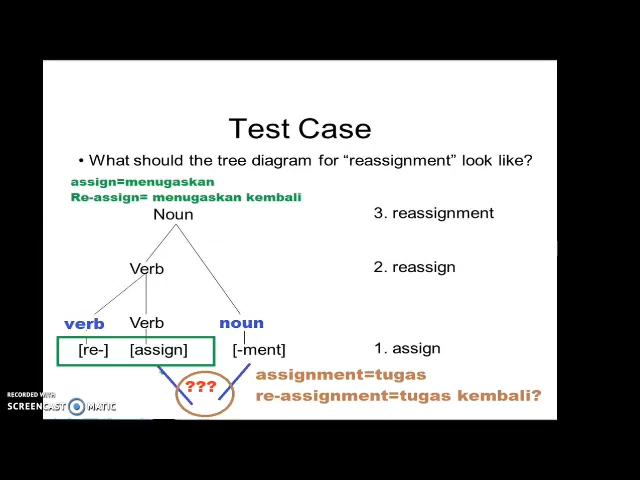 Test Case
• What should the tree diagram for “reassignment” look like?
assign=menugaskan
Re-assign= menugaskan kembali
Noun
3. reassignment
Verb
2. reassign
verb Verb noun
[re-] [assign] [-ment]
1. assign
???
assignment=tugas
re-assignment=tugas kembali?
RECORDED WITH
SCREENCAST MATIC